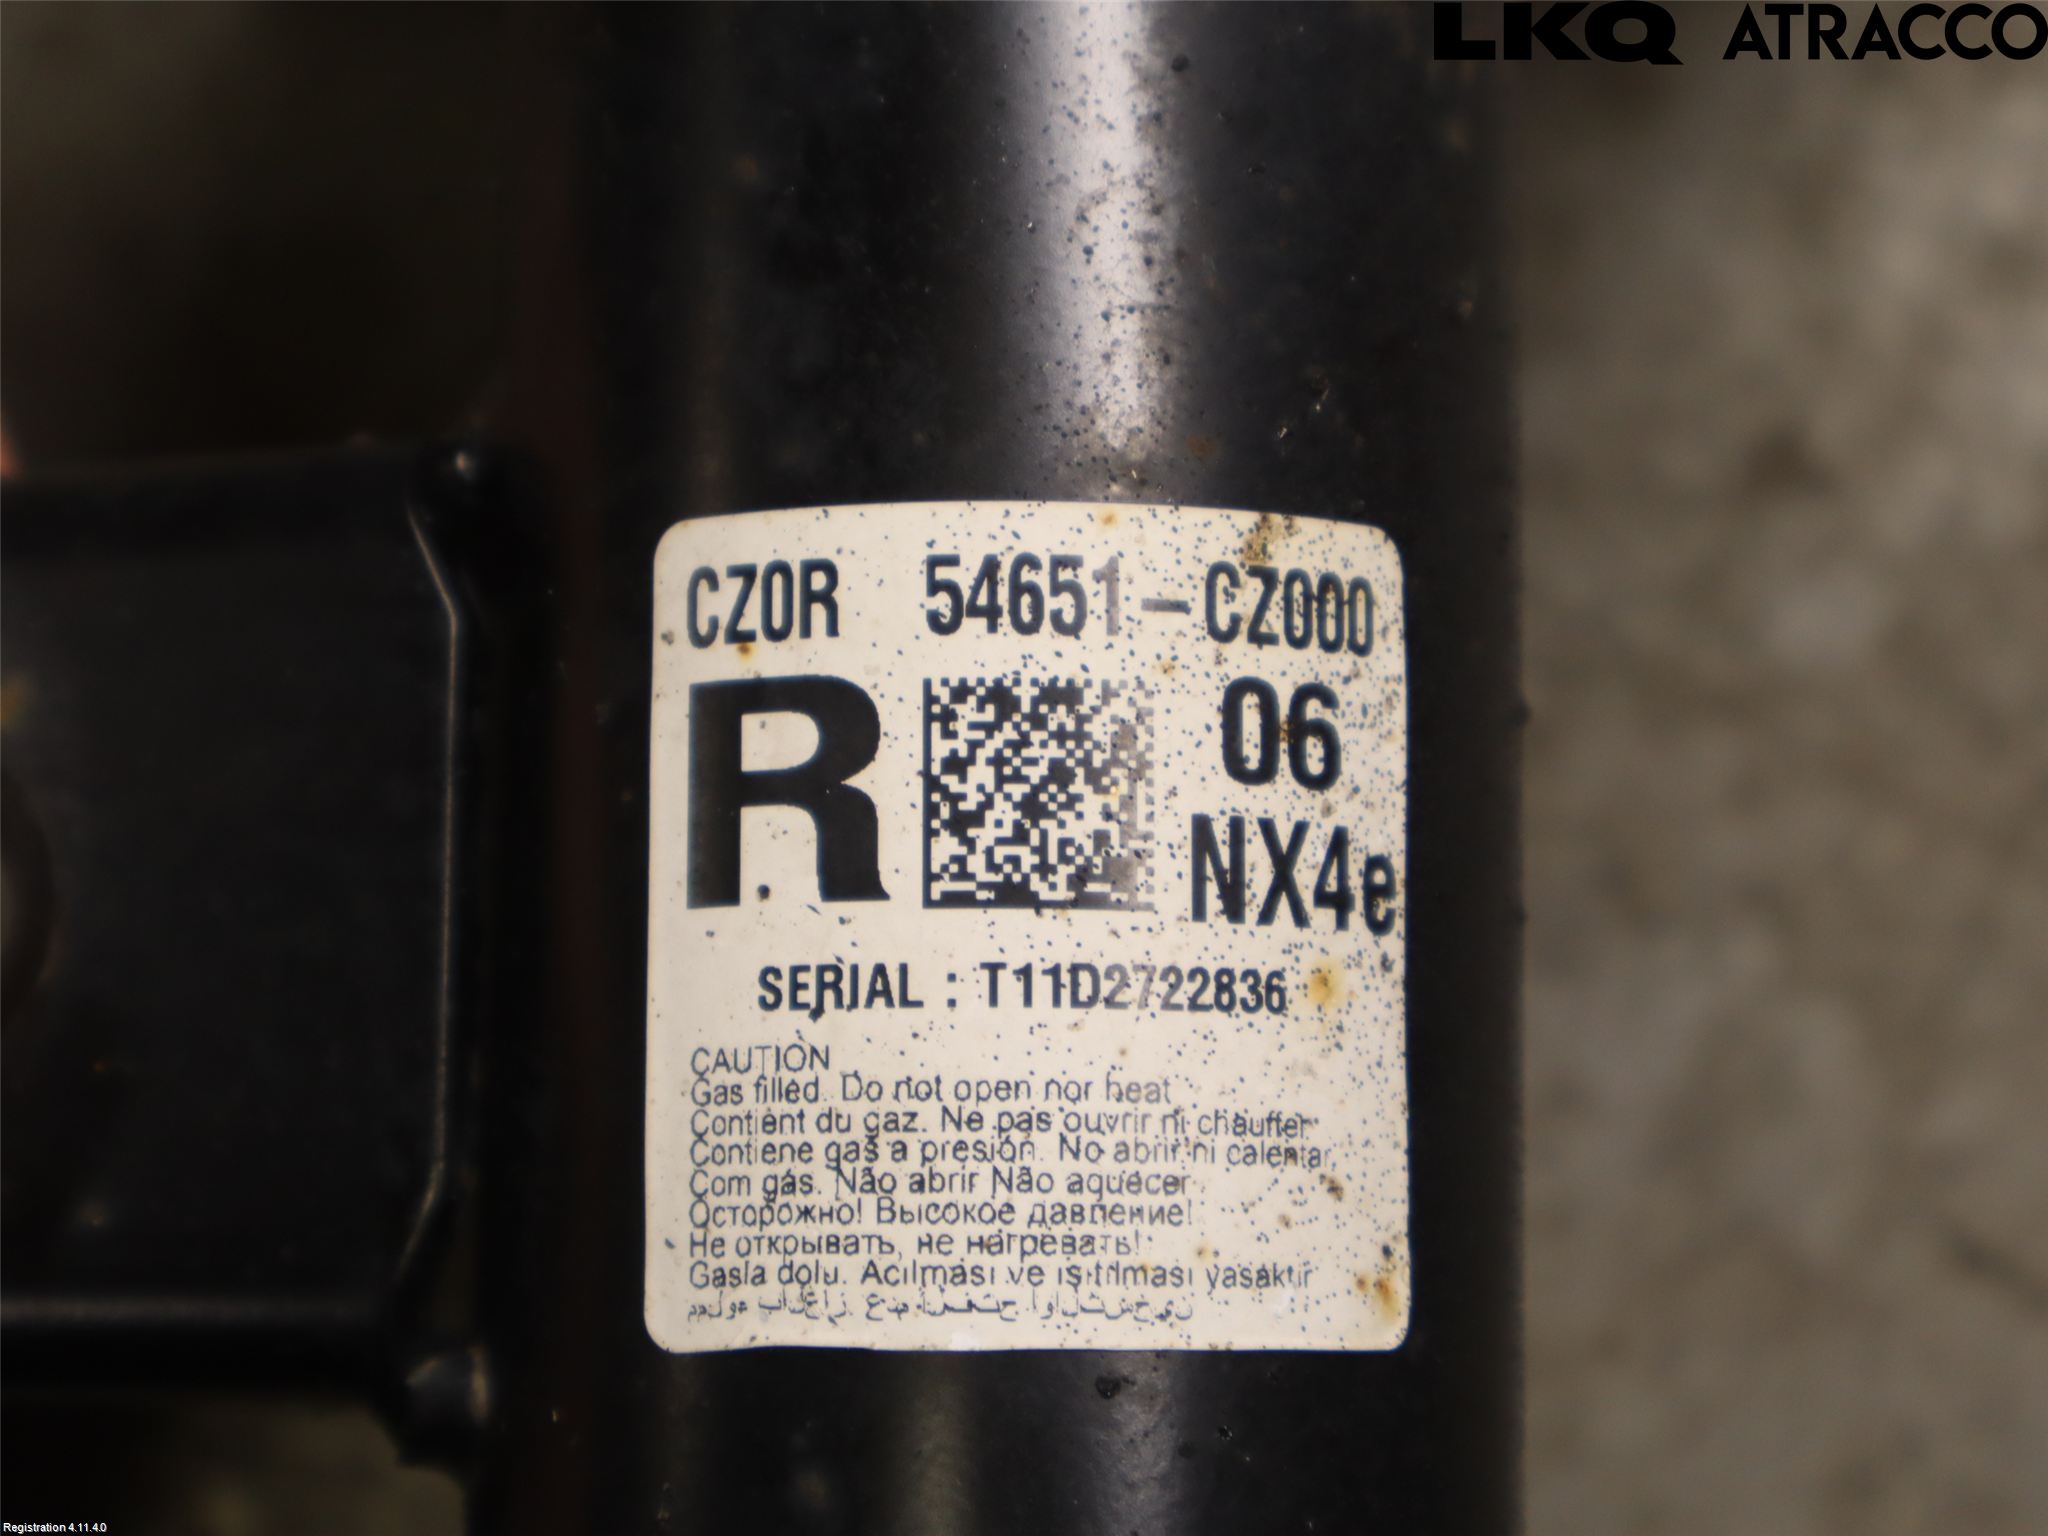 LKQ ATRACCO
CZ0R 54651-CZ000
R 06
NX4e
SERIAL : T11D2722836
CAUTION
Gas filled. Do not open nor heat
Contient du gaz. Ne pas ouvrir ni chauffer
Contiene gas a presión. No abrir ni calentar
Com gás. Não abrir Não aquecer
Осторожно! Высокое давление!
Не открывать, не нагревать!
Gasla dolu. Acılması ve ısıtılması yasaktır
Registration 4.11.4.0